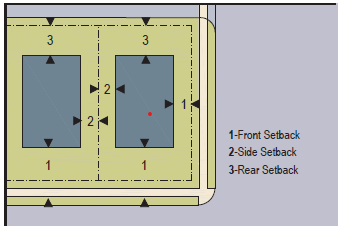 3 3
2
1
2
1 1
1-Front Setback
2-Side Setback
3-Rear Setback